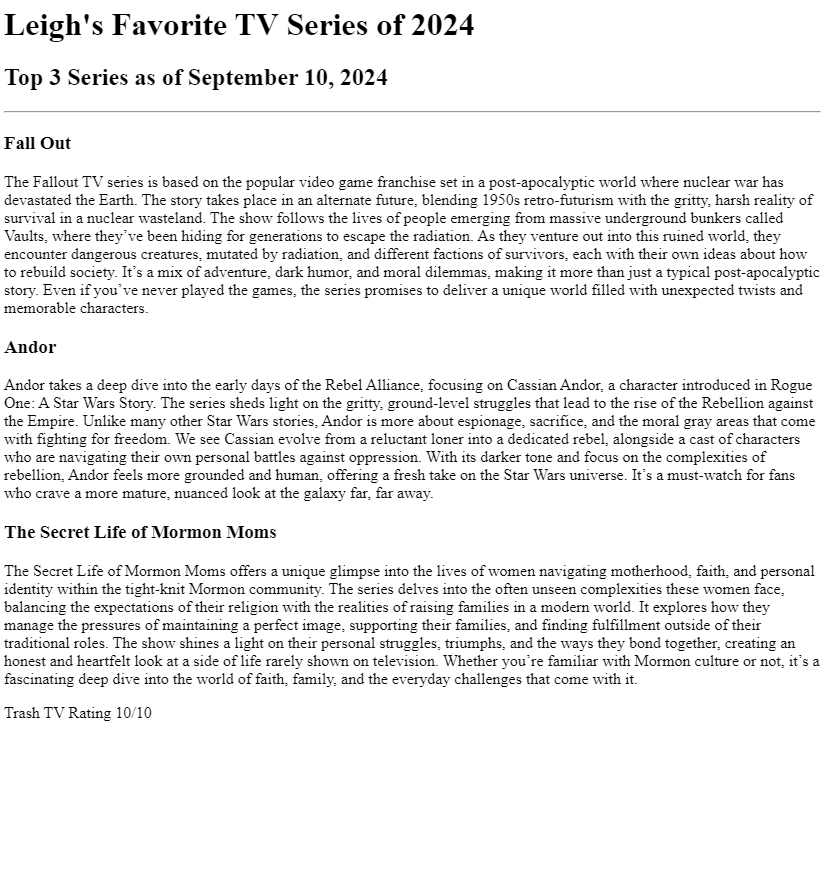 Leigh's Favorite TV Series of 2024
Top 3 Series as of September 10, 2024
Fall Out
The Fallout TV series is based on the popular video game franchise set in a post-apocalyptic world where nuclear war has
devastated the Earth. The story takes place in an alternate future, blending 1950s retro-futurism with the gritty, harsh reality of
survival in a nuclear wasteland. The show follows the lives of people emerging from massive underground bunkers called
Vaults, where they’ve been hiding for generations to escape the radiation. As they venture out into this ruined world, they
encounter dangerous creatures, mutated by radiation, and different factions of survivors, each with their own ideas about how
to rebuild society. It’s a mix of adventure, dark humor, and moral dilemmas, making it more than just a typical post-apocalyptic
story. Even if you’ve never played the games, the series promises to deliver a unique world filled with unexpected twists and
memorable characters.
Andor
Andor takes a deep dive into the early days of the Rebel Alliance, focusing on Cassian Andor, a character introduced in Rogue
One: A Star Wars Story. The series sheds light on the gritty, ground-level struggles that lead to the rise of the Rebellion against
the Empire. Unlike many other Star Wars stories, Andor is more about espionage, sacrifice, and the moral gray areas that come
with fighting for freedom. We see Cassian evolve from a reluctant loner into a dedicated rebel, alongside a cast of characters
who are navigating their own personal battles against oppression. With its darker tone and focus on the complexities of
rebellion, Andor feels more grounded and human, offering a fresh take on the Star Wars universe. It’s a must-watch for fans
who crave a more mature, nuanced look at the galaxy far, far away.
The Secret Life of Mormon Moms
The Secret Life of Mormon Moms offers a unique glimpse into the lives of women navigating motherhood, faith, and personal
identity within the tight-knit Mormon community. The series delves into the often unseen complexities these women face,
balancing the expectations of their religion with the realities of raising families in a modern world. It explores how they
manage the pressures of maintaining a perfect image, supporting their families, and finding fulfillment outside of their
traditional roles. The show shines a light on their personal struggles, triumphs, and the ways they bond together, creating an
honest and heartfelt look at a side of life rarely shown on television. Whether you’re familiar with Mormon culture or not, it’s a
fascinating deep dive into the world of faith, family, and the everyday challenges that come with it.
Trash TV Rating 10/10